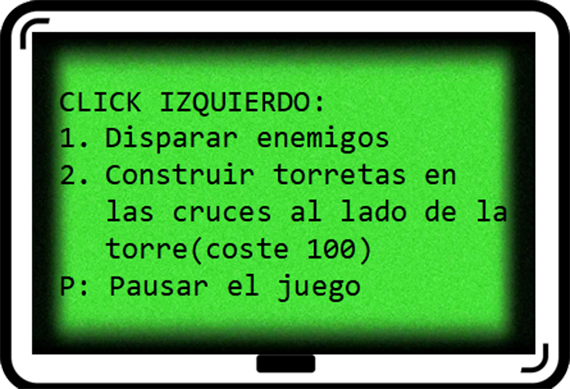 CLICK IZQUIERDO:
1. Disparar enemigos
2. Construir torretas en
las cruces al lado de la
torre(coste 100)
P: Pausar el juego